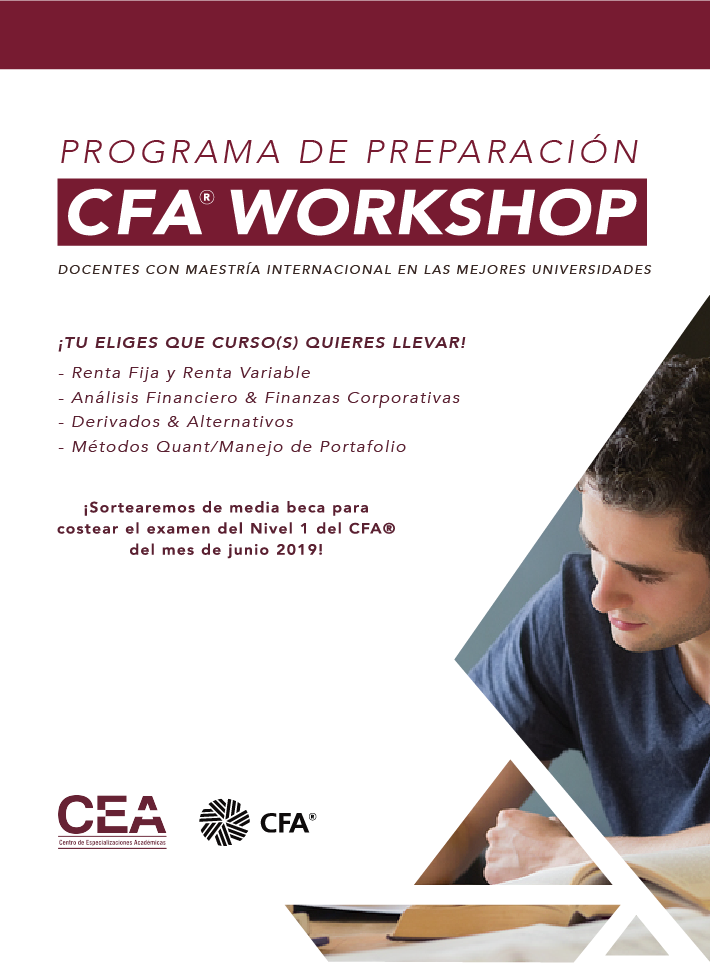 PROGRAMA DE PREPARACIÓN
CFA® WORKSHOP
DOCENTES CON MAESTRÍA INTERNACIONAL EN LAS MEJORES UNIVERSIDADES
¡TU ELIGES QUE CURSO(S) QUIERES LLEVAR!
- Renta Fija y Renta Variable
- Análisis Financiero & Finanzas Corporativas
- Derivados & Alternativos
- Métodos Quant/Manejo de Portafolio
¡Sortearemos de media beca para
costear el examen del Nivel 1 del CFA®
del mes de junio 2019!
CEA
Centro de Especializaciones Académicas
CFA®